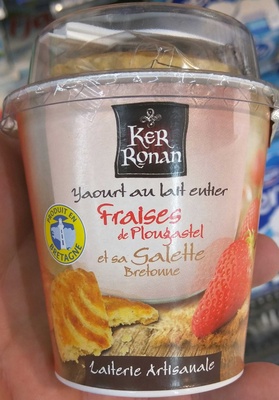 Ker
Ronan
Yaourt au lait entier
Fraises
de Plougastel
et sa Galette
Bretonne
PRODUIT EN
BRETAGNE
Laiterie Artisanale